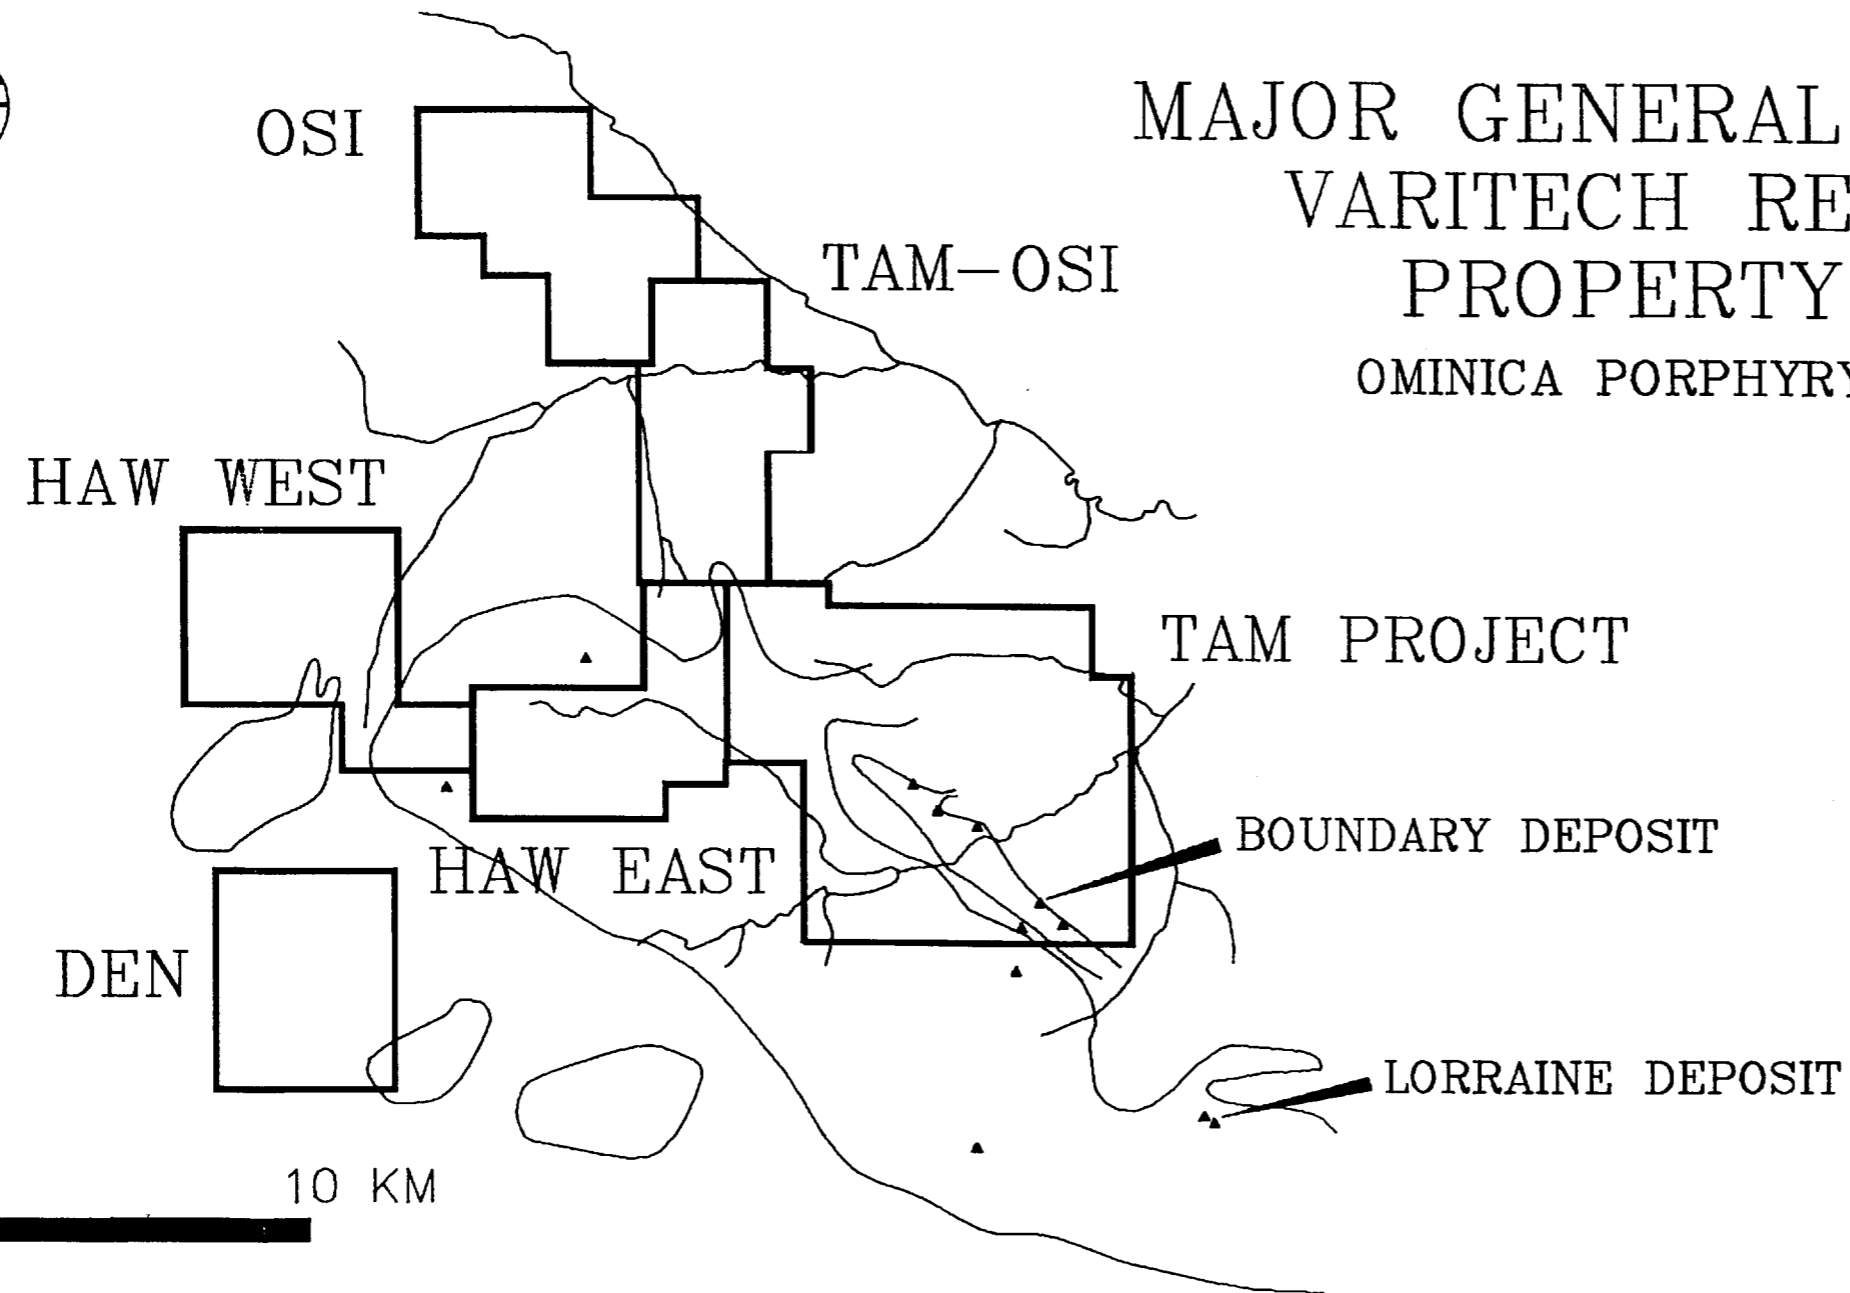 MAJOR GENERAL
VARITECH RE
PROPERTY
OMINICA PORPHYRY
OSI
TAM-OSI
HAW WEST
TAM PROJECT
BOUNDARY DEPOSIT
HAW EAST
DEN
LORRAINE DEPOSIT
10 KM